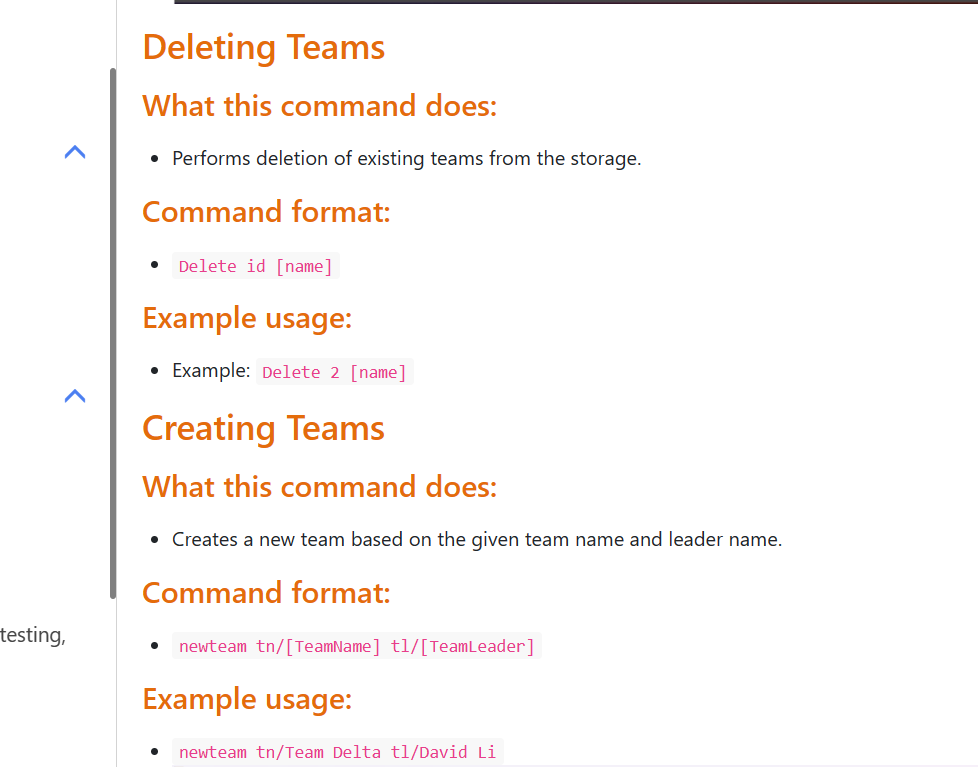 Deleting Teams
What this command does:
Performs deletion of existing teams from the storage.
Command format:
Delete id [name]
Example usage:
Example: Delete 2 [name]
Creating Teams
What this command does:
Creates a new team based on the given team name and leader name.
Command format:
testing,
newteam tn/[TeamName] tl/[TeamLeader]
Example usage:
newteam tn/Team Delta tl/David Li